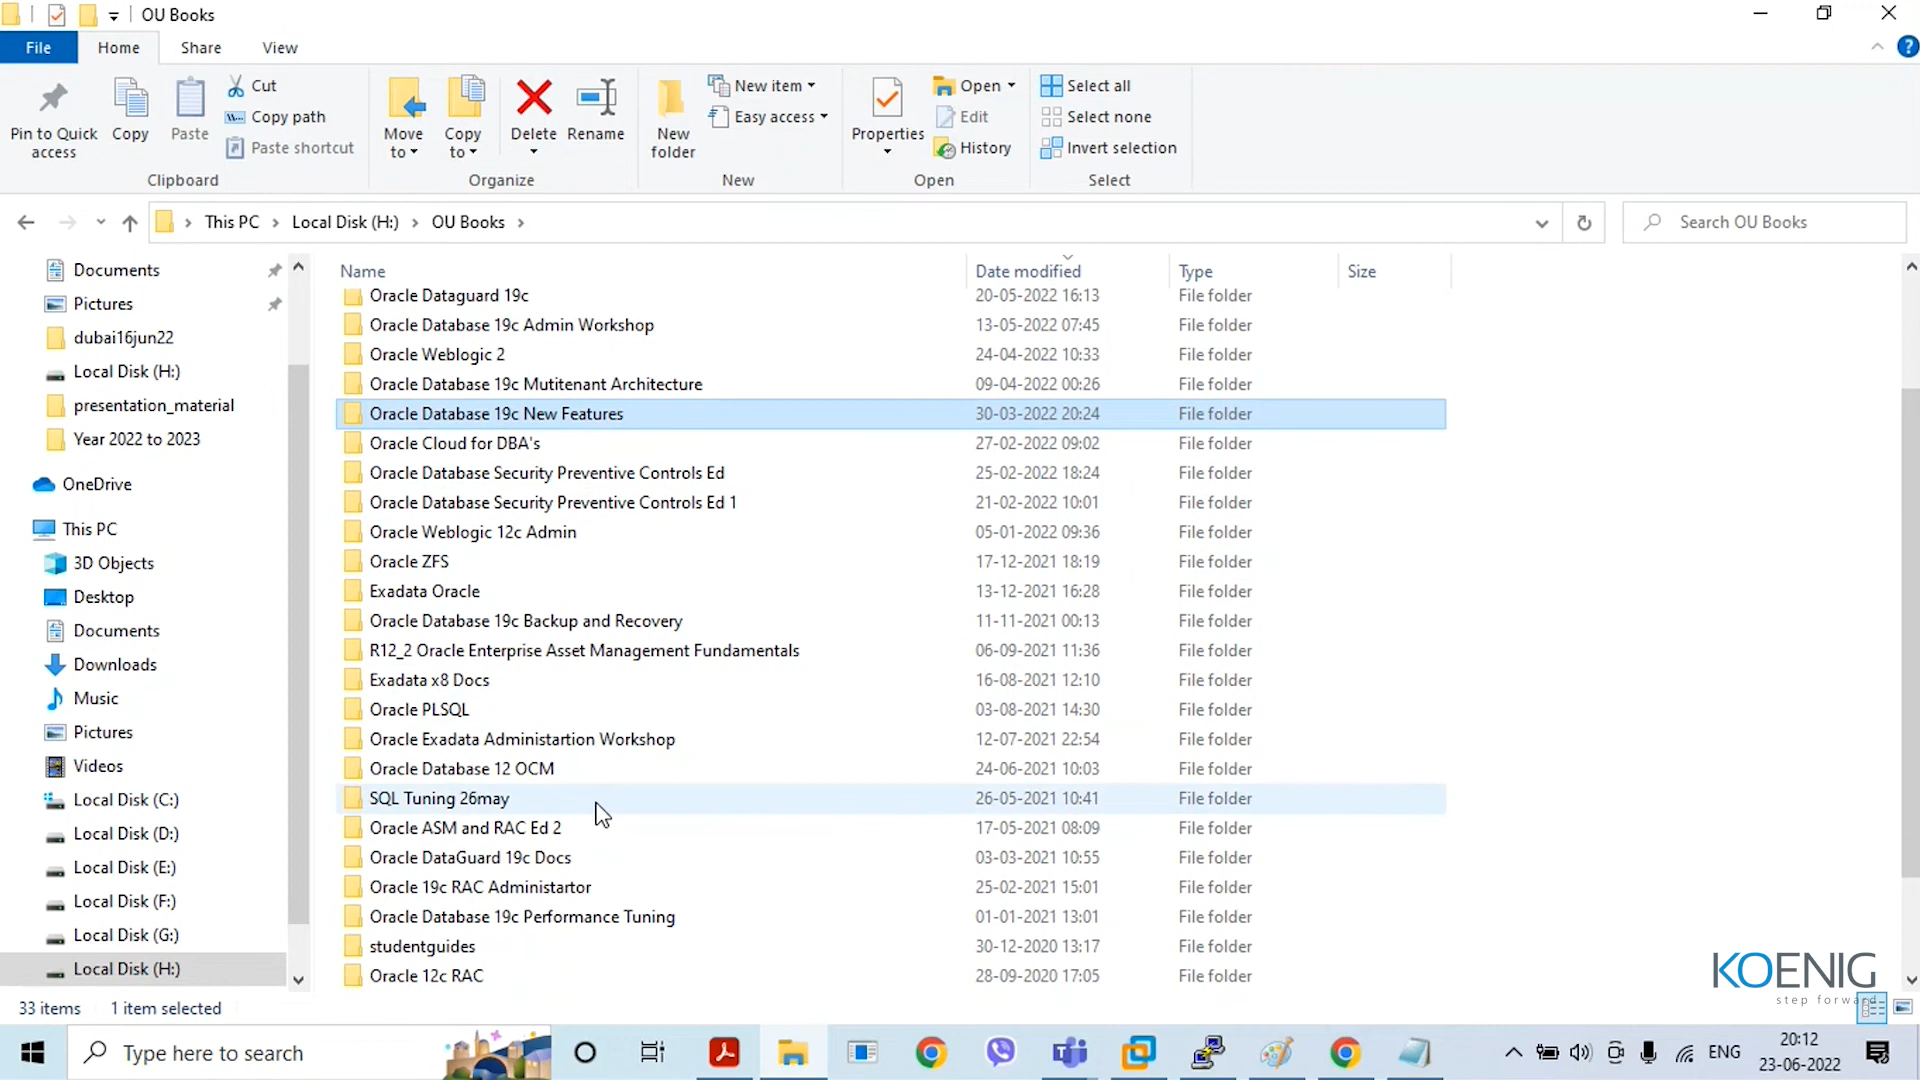 OU Books
File Home Share View
Pin to Quick access
Copy
Paste
Cut
Copy path
Paste shortcut
Clipboard
Move to
Copy to
Delete
Rename
Organize
New folder
New item
Easy access
New
Properties
Open
Edit
History
Open
Select all
Select none
Invert selection
Select
This PC > Local Disk (H:) > OU Books >
Search OU Books
Documents
Pictures
dubai16jun22
Local Disk (H:)
presentation_material
Year 2022 to 2023
OneDrive
This PC
3D Objects
Desktop
Documents
Downloads
Music
Pictures
Videos
Local Disk (C:)
Local Disk (D:)
Local Disk (E:)
Local Disk (F:)
Local Disk (G:)
Local Disk (H:)
Name Date modified Type Size
Oracle Dataguard 19c 20-05-2022 16:13 File folder
Oracle Database 19c Admin Workshop 13-05-2022 07:45 File folder
Oracle Weblogic 2 24-04-2022 10:33 File folder
Oracle Database 19c Mutitenant Architecture 09-04-2022 00:26 File folder
Oracle Database 19c New Features 30-03-2022 20:24 File folder
Oracle Cloud for DBA's 27-02-2022 09:02 File folder
Oracle Database Security Preventive Controls Ed 25-02-2022 18:24 File folder
Oracle Database Security Preventive Controls Ed 1 21-02-2022 10:01 File folder
Oracle Weblogic 12c Admin 05-01-2022 09:36 File folder
Oracle ZFS 17-12-2021 18:19 File folder
Exadata Oracle 13-12-2021 16:28 File folder
Oracle Database 19c Backup and Recovery 11-11-2021 00:13 File folder
R12_2 Oracle Enterprise Asset Management Fundamentals 06-09-2021 11:36 File folder
Exadata x8 Docs 16-08-2021 12:10 File folder
Oracle PLSQL 03-08-2021 14:30 File folder
Oracle Exadata Administartion Workshop 12-07-2021 22:54 File folder
Oracle Database 12 OCM 24-06-2021 10:03 File folder
SQL Tuning 26may 26-05-2021 10:41 File folder
Oracle ASM and RAC Ed 2 17-05-2021 08:09 File folder
Oracle DataGuard 19c Docs 03-03-2021 10:55 File folder
Oracle 19c RAC Administartor 25-02-2021 15:01 File folder
Oracle Database 19c Performance Tuning 01-01-2021 13:01 File folder
studentguides 30-12-2020 13:17 File folder
Oracle 12c RAC 28-09-2020 17:05 File folder
KOENIG
step forward
33 items 1 item selected
Type here to search
ENG
20:12
23-06-2022